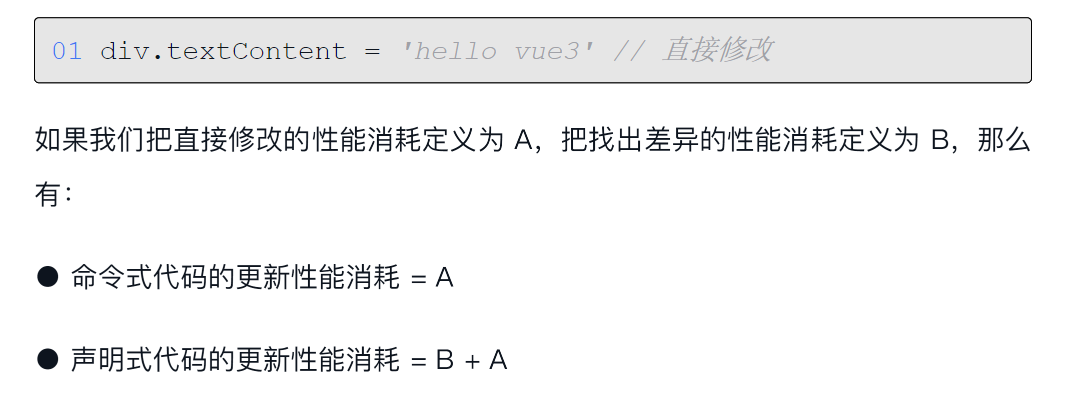 01 div.textContent = 'hello vue3' // 直接修改
如果我们把直接修改的性能消耗定义为 A，把找出差异的性能消耗定义为 B，那么
有：
● 命令式代码的更新性能消耗 = A
● 声明式代码的更新性能消耗 = B + A